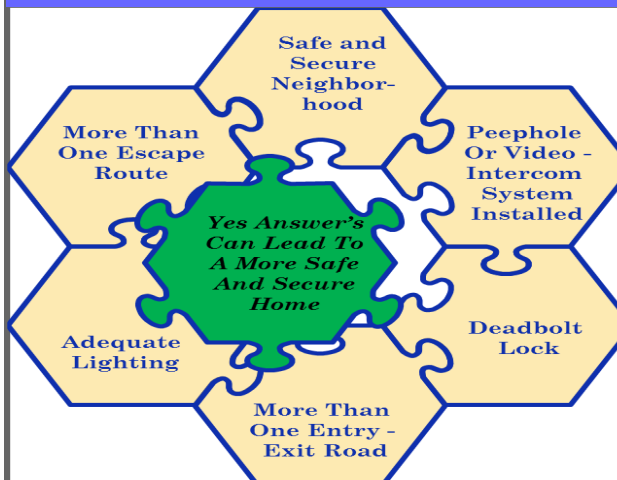 Safe and
Secure
Neighbor-
hood
More Than
One Escape
Route
Peephole
Or Video -
Intercom
System
Installed
Yes Answer's
Can Lead To
A More Safe
And Secure
Home
Adequate
Lighting
Deadbolt
Lock
More Than
One Entry -
Exit Road